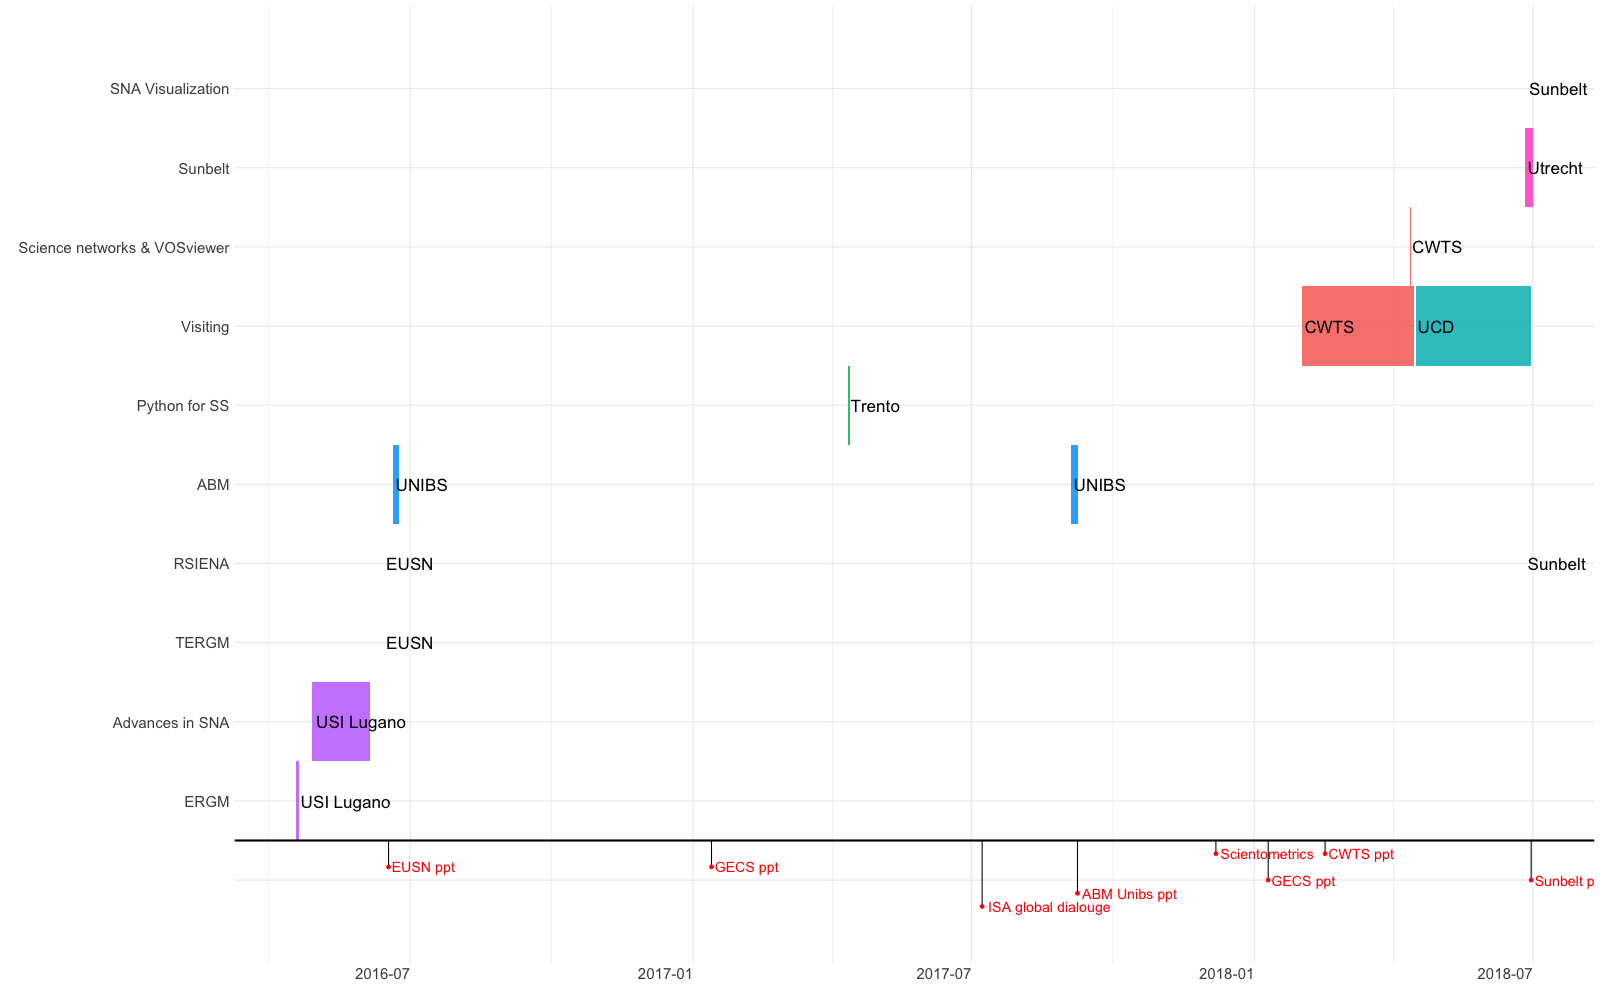 SNA Visualization
Sunbelt
Sunbelt
Utrecht
Science networks & VOSviewer
CWTS
Visiting
CWTS
UCD
Python for SS
Trento
ABM
UNIBS
UNIBS
RSIENA
EUSN
Sunbelt
TERGM
EUSN
Advances in SNA
USI Lugano
ERGM
USI Lugano
Scientometrics
CWTS ppt
EUSN ppt
GECS ppt
GECS ppt
Sunbelt p
ABM Unibs ppt
ISA global dialouge
2016-07
2017-01
2017-07
2018-01
2018-07